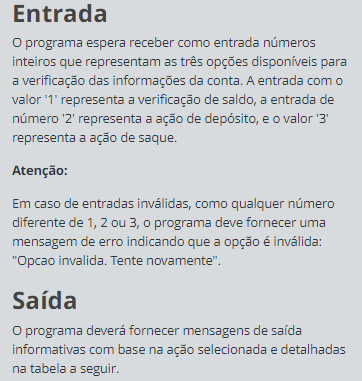 Entrada
O programa espera receber como entrada números
inteiros que representam as três opções disponíveis para
a verificação das informações da conta. A entrada com o
valor '1' representa a verificação de saldo, a entrada de
número '2' representa a ação de depósito, e o valor '3'
representa a ação de saque.
Atenção:
Em caso de entradas inválidas, como qualquer número
diferente de 1, 2 ou 3, o programa deve fornecer uma
mensagem de erro indicando que a opção é inválida:
"Opcao invalida. Tente novamente".
Saída
O programa deverá fornecer mensagens de saída
informativas com base na ação selecionada e detalhadas
na tabela a seguir.